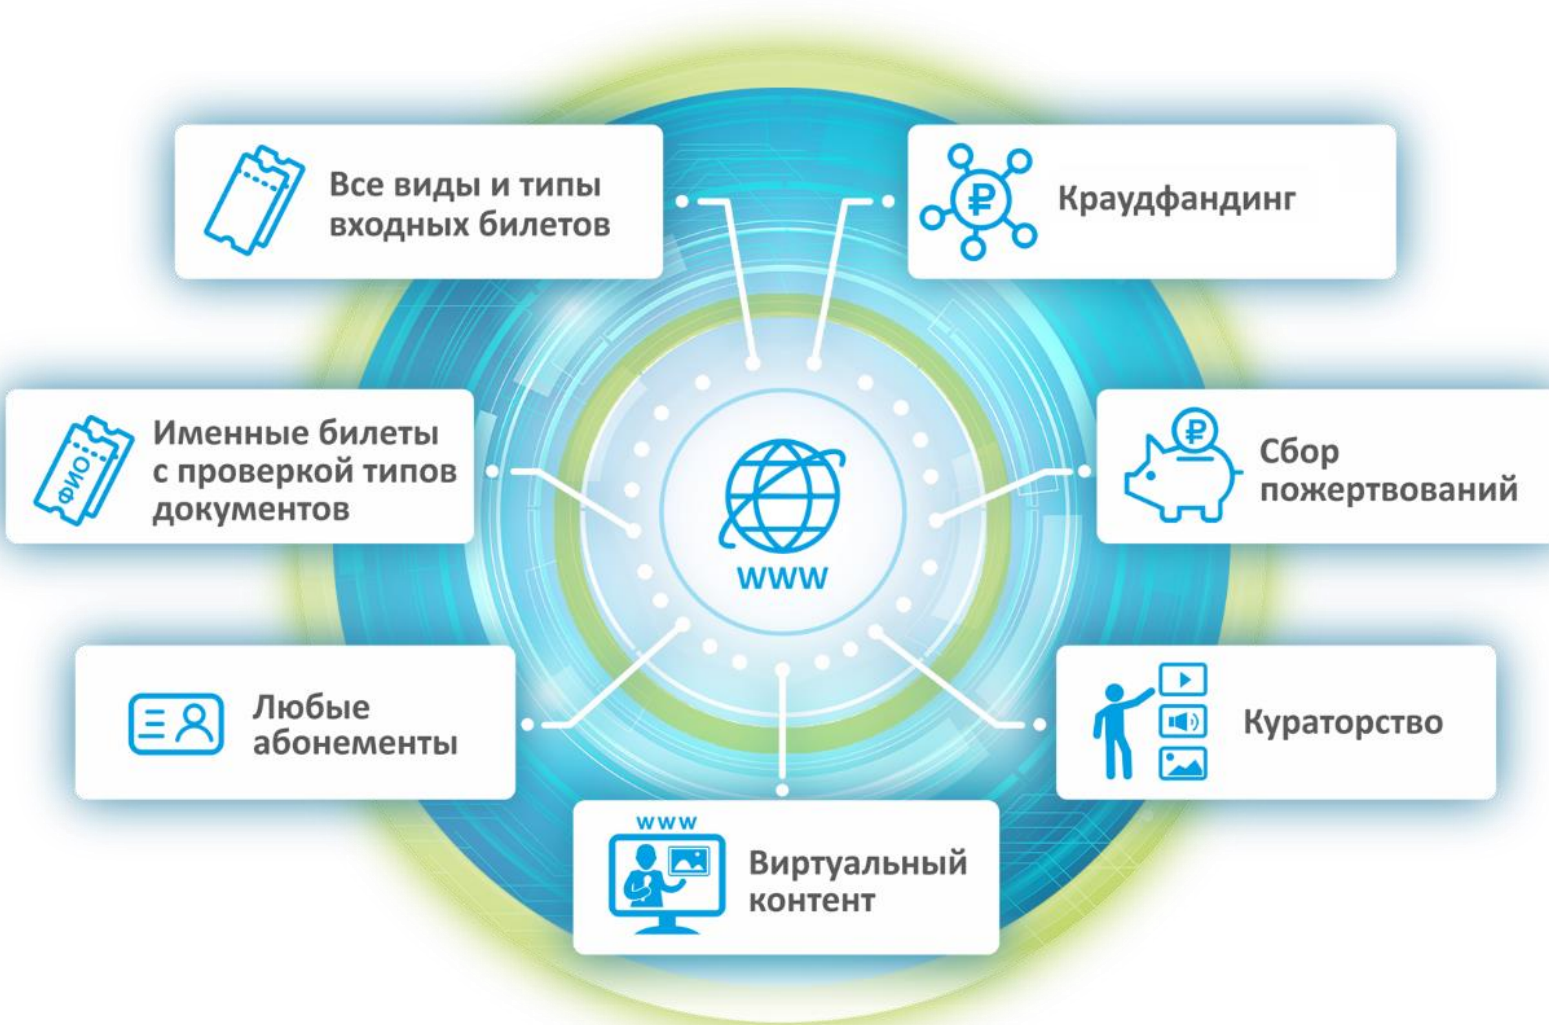 Все виды и типы
входных билетов
₽
Краудфандинг
ФИО
Именные билеты
с проверкой типов
документов
www
₽
Сбор
пожертвований
Любые
абонементы
Кураторство
www
Виртуальный
контент